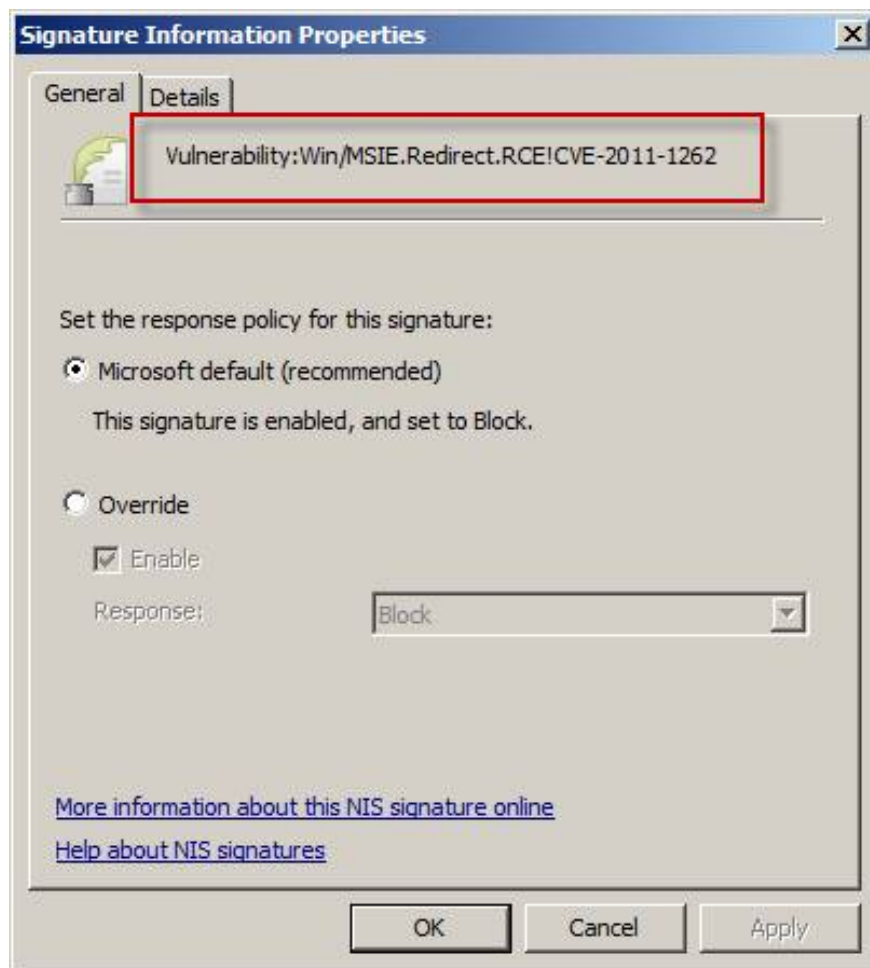 Signature Information Properties
General Details
Vulnerability:Win/MSIE.Redirect.RCE!CVE-2011-1262
Set the response policy for this signature:
Microsoft default (recommended)
This signature is enabled, and set to Block.
Override
Enable
Response: Block
More information about this NIS signature online
Help about NIS signatures
OK Cancel Apply